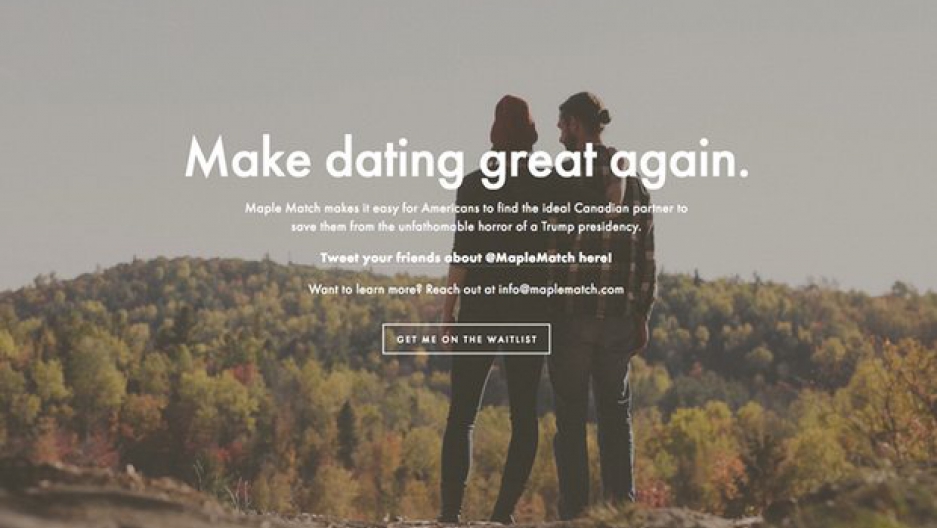 Make dating great again.
Maple Match makes it easy for Americans to find the ideal Canadian partner to
save them from the unfathomable horror of a Trump presidency.
Tweet your friends about @MapleMatch here!
Want to learn more? Reach out at info@maplematch.com
GET ME ON THE WAITLIST